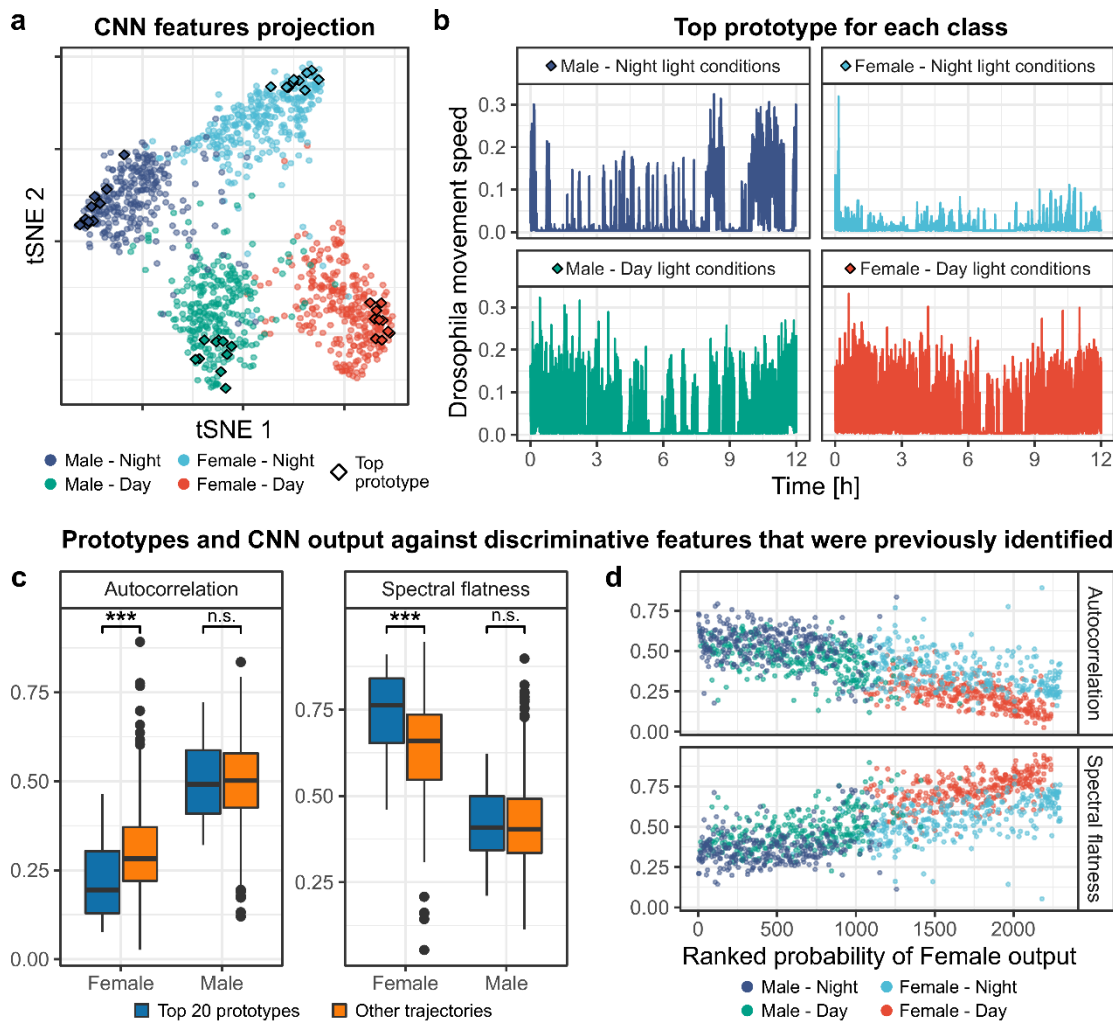 a
CNN features projection
tSNE 2
tSNE 1
Male - Night
Female - Night
Male - Day
Female - Day
Top
prototype
b
Top prototype for each class
Male - Night light conditions
Female - Night light conditions
0.3
0.2
0.1
0.0
Male - Day light conditions
Female - Day light conditions
0.3
0.2
0.1
0.0
Drosophila movement speed
0 3 6 9 12
0 3 6 9 12
Time [h]
Prototypes and CNN output against discriminative features that were previously identified
c
Autocorrelation
*** n.s.
0.75
0.50
0.25
0.00
Female Male
Spectral flatness
*** n.s.
0.75
0.50
0.25
Female Male
Top 20 prototypes
Other trajectories
d
0.75
0.50
0.25
0.00
Autocorrelation
0.75
0.50
0.25
0.00
Spectral flatness
0 500 1000 1500 2000
Ranked probability of Female output
Male - Night
Female - Night
Male - Day
Female - Day